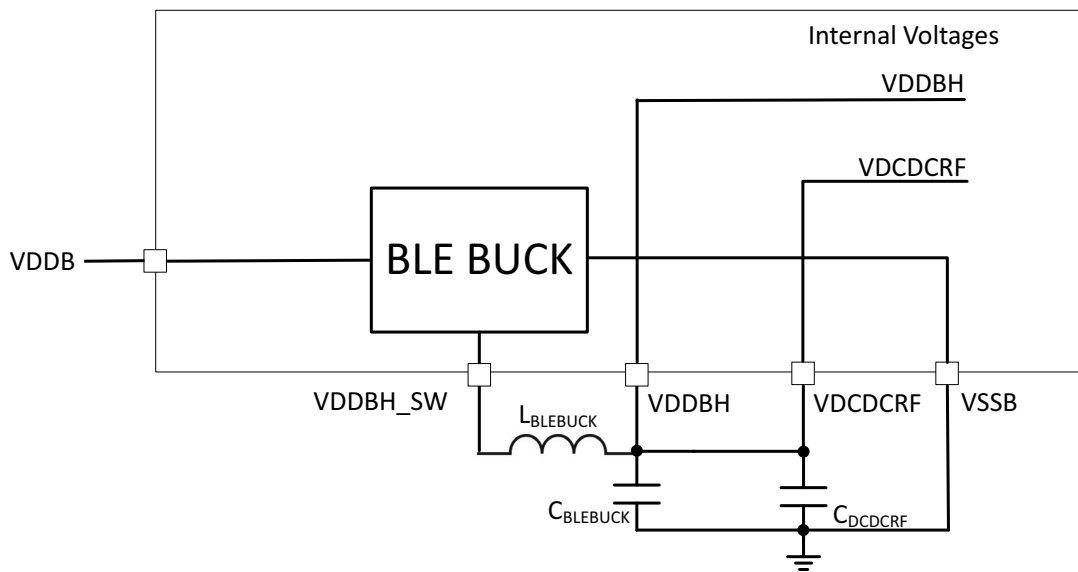 Internal Voltages
VDDBH
VDCDCRF
VDDB
BLE BUCK
VDDBH_SW
VDDBH
VDCDCRF
VSSB
LBLEBUCK
CBLEBUCK
CDCDCRF